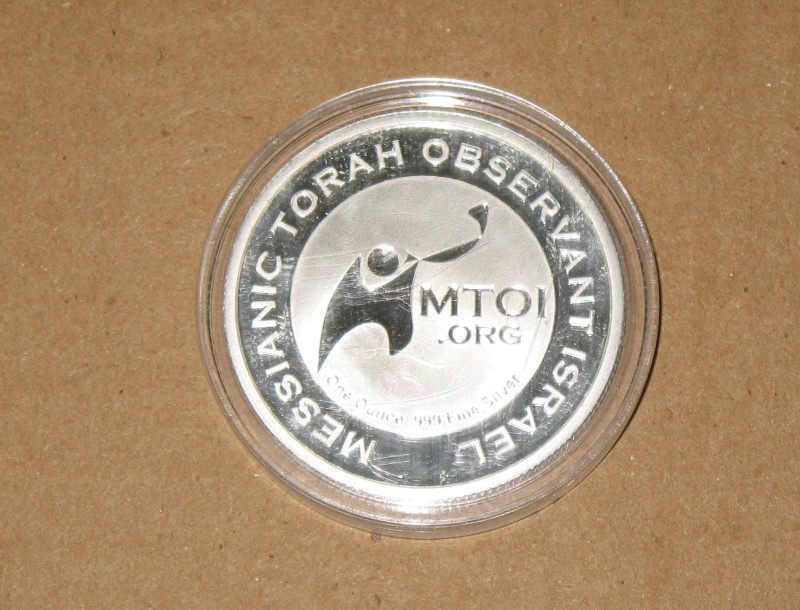 MESSIANIC TORAH OBSERVANT ISRAEL
MTOI
.ORG
One Ounce .999 Fine Silver